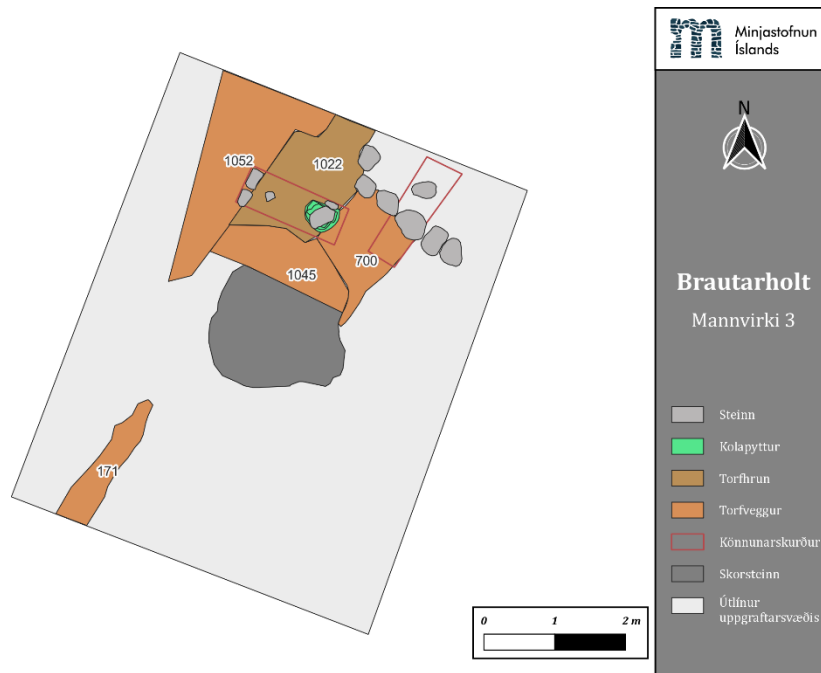 Minjastofnun
Íslands
N
Brautarholt
Mannvirki 3
Steinn
Kolapyttur
Torfhrun
Torfveggur
Könnunarskurður
Skorsteinn
Útlínur
uppgraftarsvæðis
1052
1022
1045
700
171
0 1 2 m